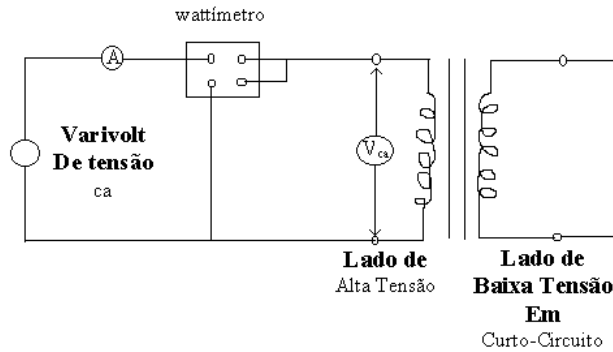 wattímetro
A
Varivolt
De tensão
ca
Vca
Lado de
Alta Tensão
Lado de
Baixa Tensão
Em
Curto-Circuito